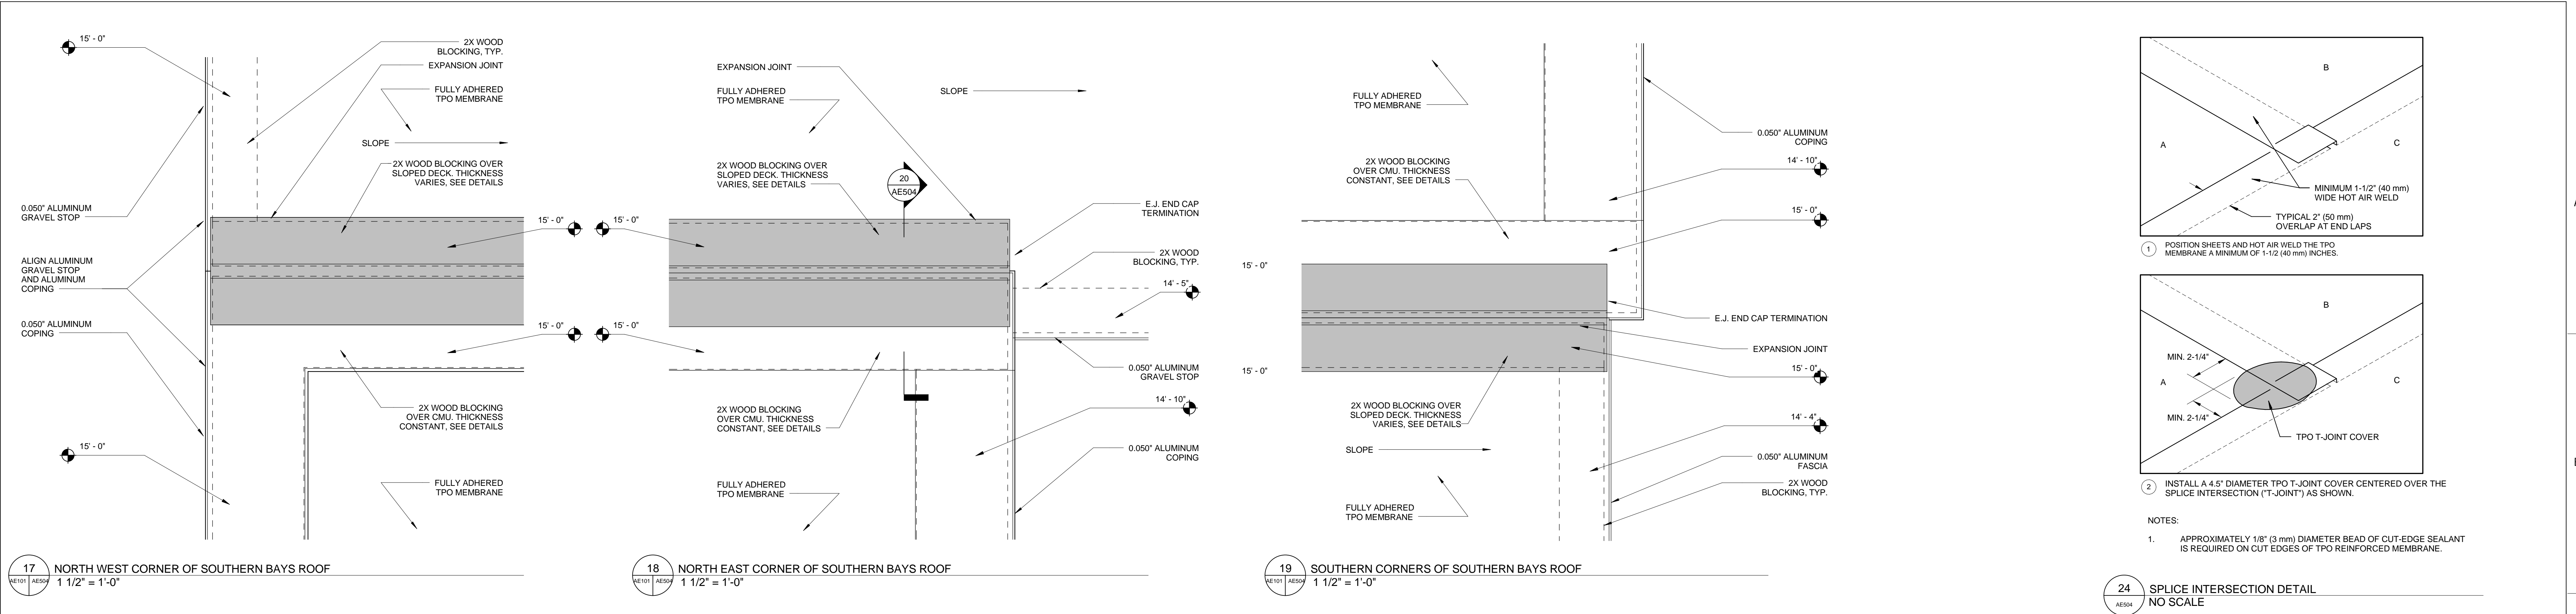 15' - 0"
2X WOOD
BLOCKING, TYP.
EXPANSION JOINT
FULLY ADHERED
TPO MEMBRANE
SLOPE
2X WOOD BLOCKING OVER
SLOPED DECK. THICKNESS
VARIES, SEE DETAILS
0.050" ALUMINUM
GRAVEL STOP
15' - 0"
ALIGN ALUMINUM
GRAVEL STOP
AND ALUMINUM
COPING
0.050" ALUMINUM
COPING
15' - 0"
2X WOOD BLOCKING
OVER CMU. THICKNESS
CONSTANT, SEE DETAILS
15' - 0"
FULLY ADHERED
TPO MEMBRANE
17
AE101 AE504
NORTH WEST CORNER OF SOUTHERN BAYS ROOF
1 1/2" = 1'-0"
EXPANSION JOINT
FULLY ADHERED
TPO MEMBRANE
SLOPE
2X WOOD BLOCKING OVER
SLOPED DECK. THICKNESS
VARIES, SEE DETAILS
20
AE504
15' - 0"
E.J. END CAP
TERMINATION
2X WOOD
BLOCKING, TYP.
14' - 5"
15' - 0"
0.050" ALUMINUM
GRAVEL STOP
14' - 10"
2X WOOD BLOCKING
OVER CMU. THICKNESS
CONSTANT, SEE DETAILS
0.050" ALUMINUM
COPING
FULLY ADHERED
TPO MEMBRANE
18
AE101 AE504
NORTH EAST CORNER OF SOUTHERN BAYS ROOF
1 1/2" = 1'-0"
FULLY ADHERED
TPO MEMBRANE
0.050" ALUMINUM
COPING
2X WOOD BLOCKING
OVER CMU. THICKNESS
CONSTANT, SEE DETAILS
14' - 10"
15' - 0"
15' - 0"
E.J. END CAP TERMINATION
EXPANSION JOINT
15' - 0"
15' - 0"
2X WOOD BLOCKING OVER
SLOPED DECK. THICKNESS
VARIES, SEE DETAILS
14' - 4"
SLOPE
0.050" ALUMINUM
FASCIA
2X WOOD
BLOCKING, TYP.
FULLY ADHERED
TPO MEMBRANE
19
AE101 AE504
SOUTHERN CORNERS OF SOUTHERN BAYS ROOF
1 1/2" = 1'-0"
B
A
C
MINIMUM 1-1/2" (40 mm)
WIDE HOT AIR WELD
TYPICAL 2" (50 mm)
OVERLAP AT END LAPS
1
POSITION SHEETS AND HOT AIR WELD THE TPO
MEMBRANE A MINIMUM OF 1-1/2 (40 mm) INCHES.
B
MIN. 2-1/4"
A
C
MIN. 2-1/4"
TPO T-JOINT COVER
2
INSTALL A 4.5" DIAMETER TPO T-JOINT COVER CENTERED OVER THE
SPLICE INTERSECTION ("T-JOINT") AS SHOWN.
NOTES:
1. APPROXIMATELY 1/8" (3 mm) DIAMETER BEAD OF CUT-EDGE SEALANT
IS REQUIRED ON CUT EDGES OF TPO REINFORCED MEMBRANE.
24
AE504
SPLICE INTERSECTION DETAIL
NO SCALE